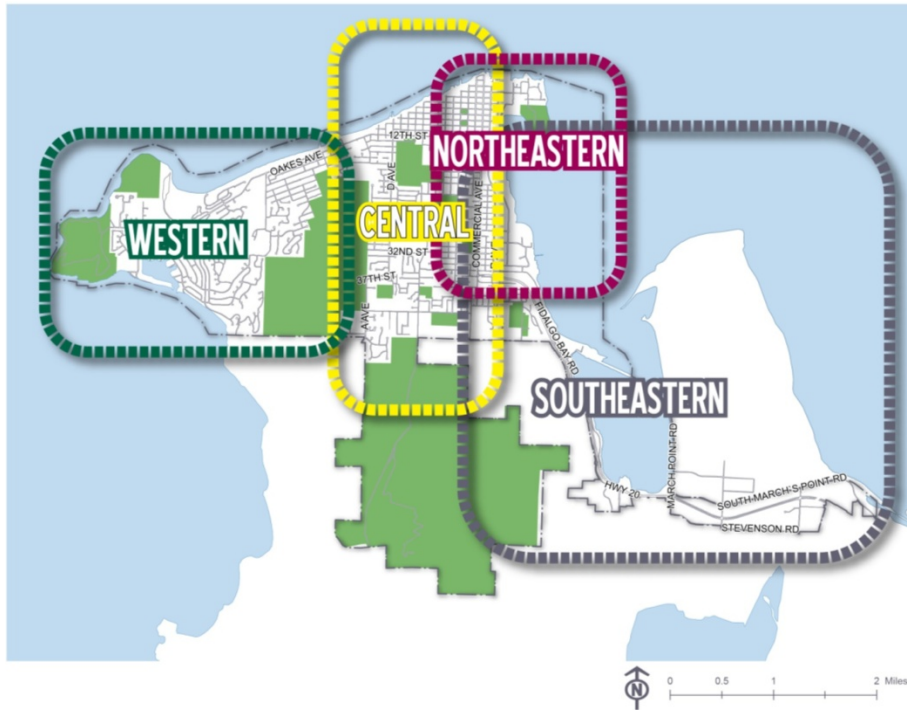 12TH ST
OAKES AVE
D AVE
NORTHEASTERN
COMMERCIAL AVE
WESTERN
CENTRAL
32ND ST
37TH ST
A AVE
FIDALGO BAY RD
SOUTHEASTERN
MARCH POINT RD
HWY 20
SOUTH MARCH'S POINT RD
STEVENSON RD
N
0 0.5 1 2 Miles